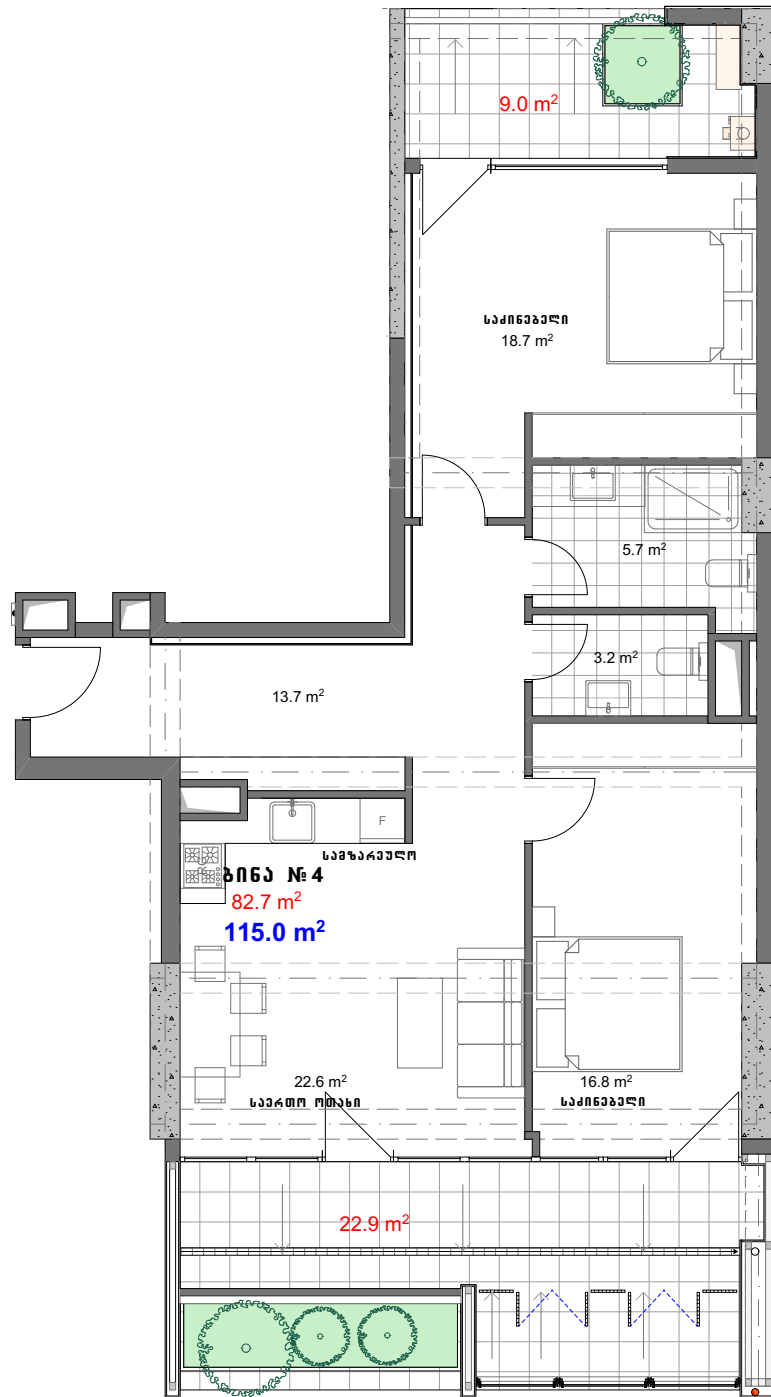 9.0 m²
საძინებელი
18.7 m²
5.7 m²
3.2 m²
13.7 m²
F
სამზარეული
ბინა №4
82.7 m²
115.0 m²
22.6 m²
საერთო ოთახი
16.8 m²
საძინებელი
22.9 m²